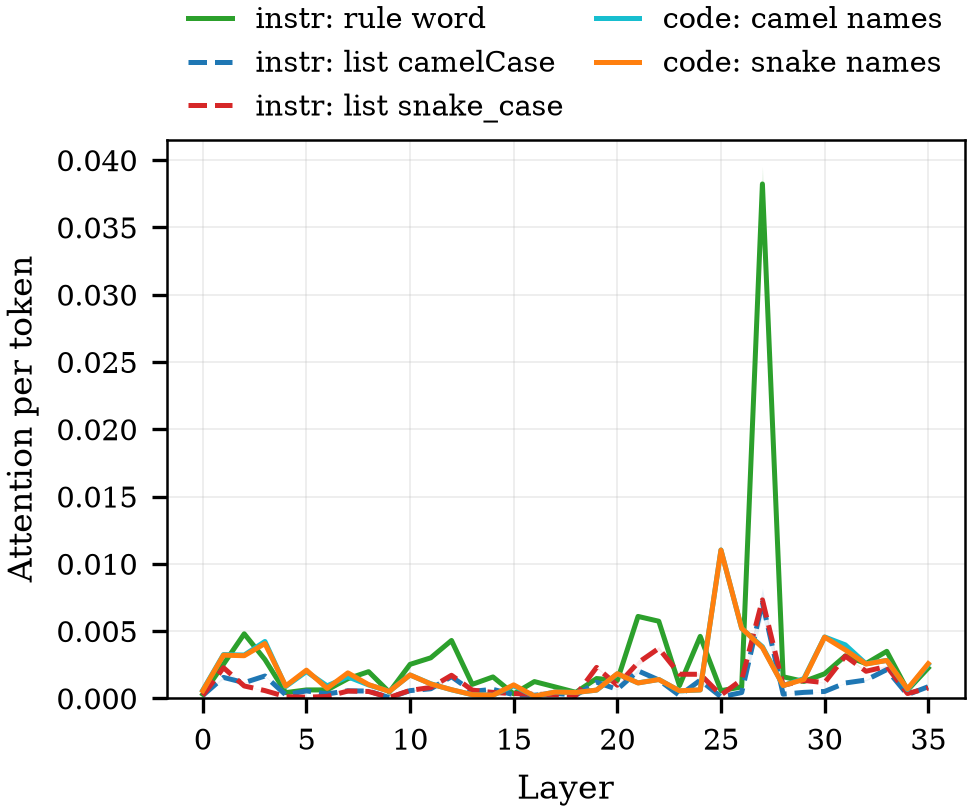 instr: rule word
instr: list camelCase
instr: list snake_case
code: camel names
code: snake names
0.040
0.035
0.030
0.025
0.020
0.015
0.010
0.005
0.000
Attention per token
0 5 10 15 20 25 30 35
Layer